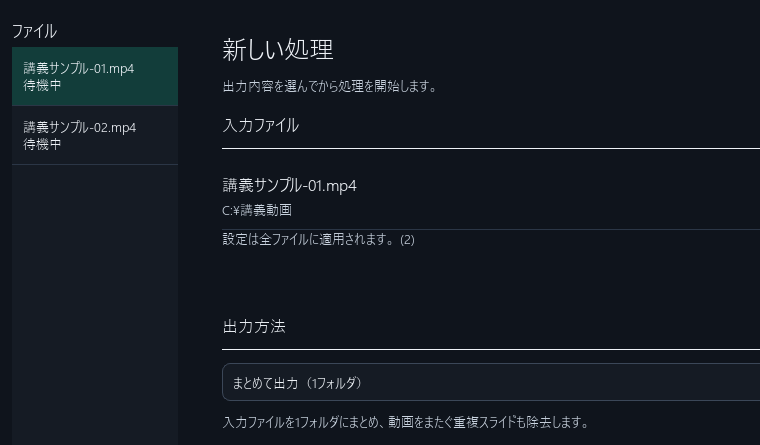 ファイル
講義サンプル-01.mp4
待機中
講義サンプル-02.mp4
待機中
新しい処理
出力内容を選んでから処理を開始します。
入力ファイル
講義サンプル-01.mp4
C:¥講義動画
設定は全ファイルに適用されます。(2)
出力方法
まとめて出力（1フォルダ）
入力ファイルを1フォルダにまとめ、動画をまたぐ重複スライドも除去します。